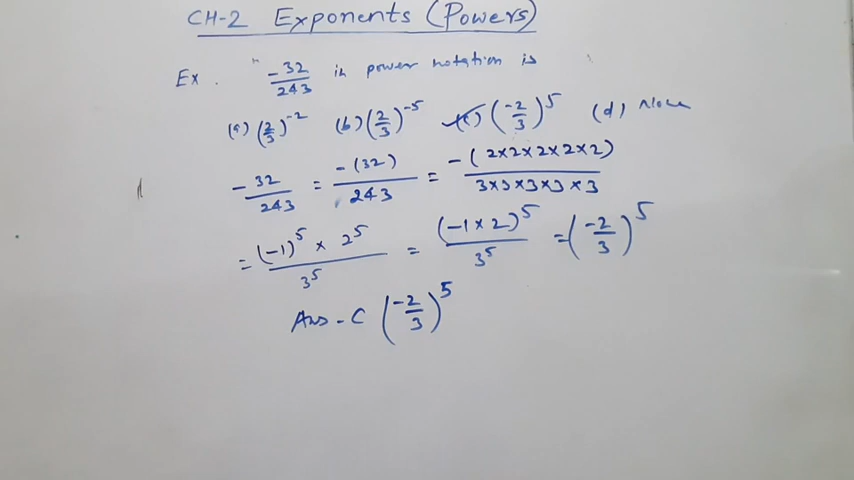 CH-2 Exponents (Powers)
Ex. -32/243 in power notation is
(a) (2/3)^-2 (b) (2/3)^-5 (c) (-2/3)^5 (d) None
-32/243 = -(32)/243 = -(2×2×2×2×2)/3×3×3×3×3
= (-1)^5 × 2^5/3^5 = (-1×2)^5/3^5 = (-2/3)^5
Ans - C (-2/3)^5